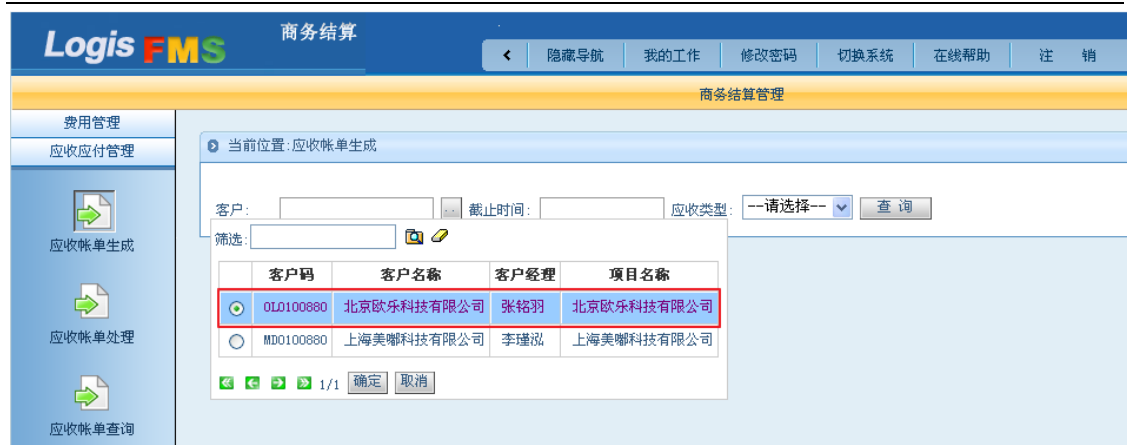 Logis FMS
商务结算
隐藏导航 我的工作 修改密码 切换系统 在线帮助 注 销
商务结算管理
费用管理
应收应付管理
当前位置:应收帐单生成
客户: .. 截止时间: 应收类型: --请选择-- 查 询
筛选:
客户码 客户名称 客户经理 项目名称
OL0100880 北京欧乐科技有限公司 张铭羽 北京欧乐科技有限公司
MD0100880 上海美嘟科技有限公司 李瑾泓 上海美嘟科技有限公司
1/1 确定 取消
应收帐单生成
应收帐单处理
应收帐单查询